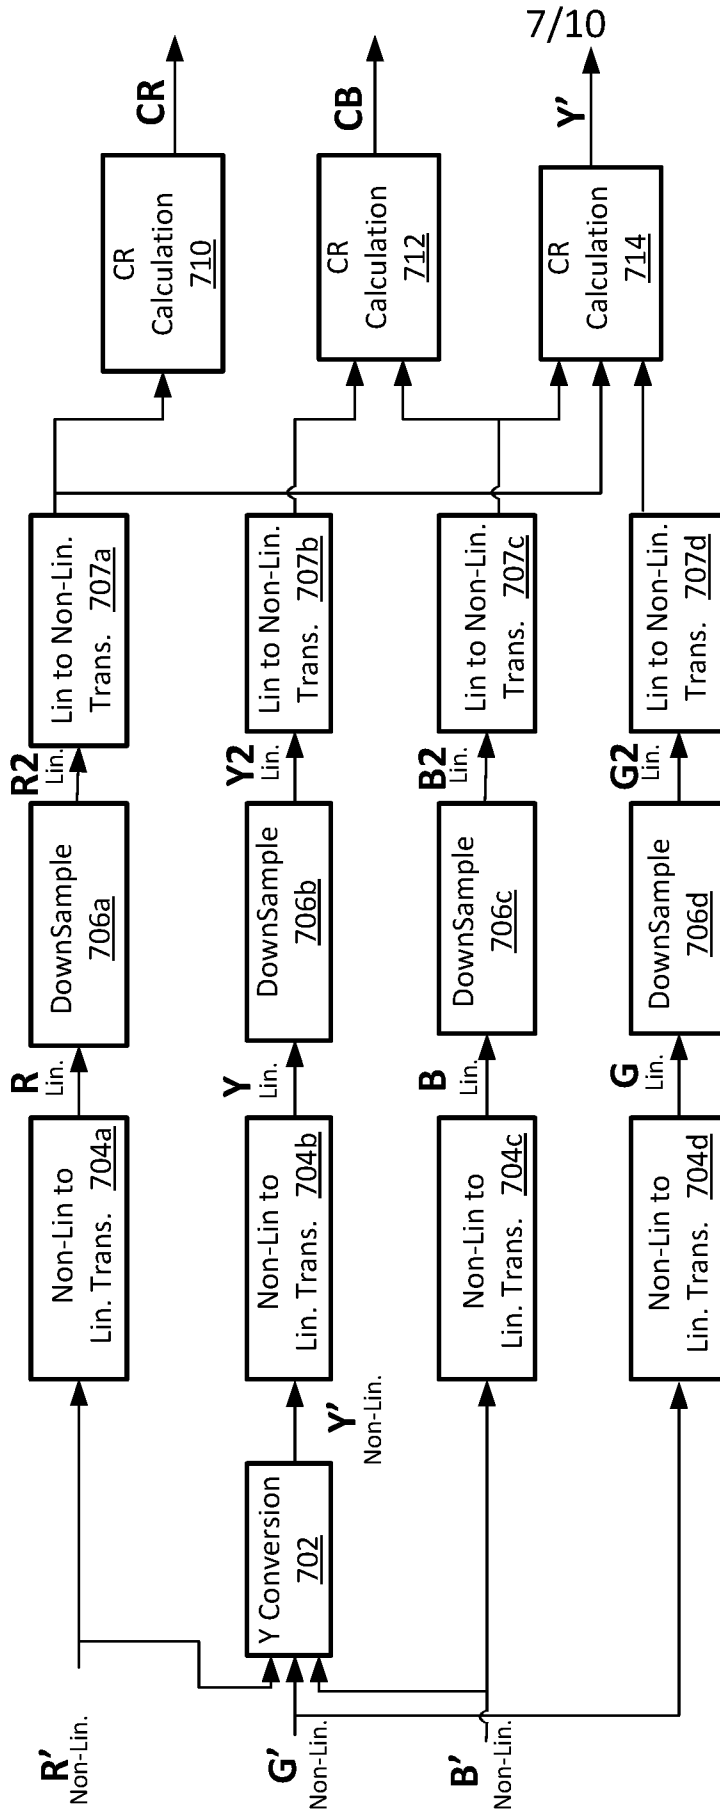 7/10
R'
Non-Lin.
G'
Non-Lin.
B'
Non-Lin.
Y Conversion
702
Y'
Non-Lin.
Non-Lin to
Lin. Trans. 704a
R
Lin.
DownSample
706a
R2
Lin.
Lin to Non-Lin.
Trans. 707a
CR
Calculation
710
CR
Non-Lin to
Lin. Trans. 704b
Y
Lin.
DownSample
706b
Y2
Lin.
Lin to Non-Lin.
Trans. 707b
CR
Calculation
712
CB
Non-Lin to
Lin. Trans. 704c
B
Lin.
DownSample
706c
B2
Lin.
Lin to Non-Lin.
Trans. 707c
CR
Calculation
714
Y'
Non-Lin to
Lin. Trans. 704d
G
Lin.
DownSample
706d
G2
Lin.
Lin to Non-Lin.
Trans. 707d